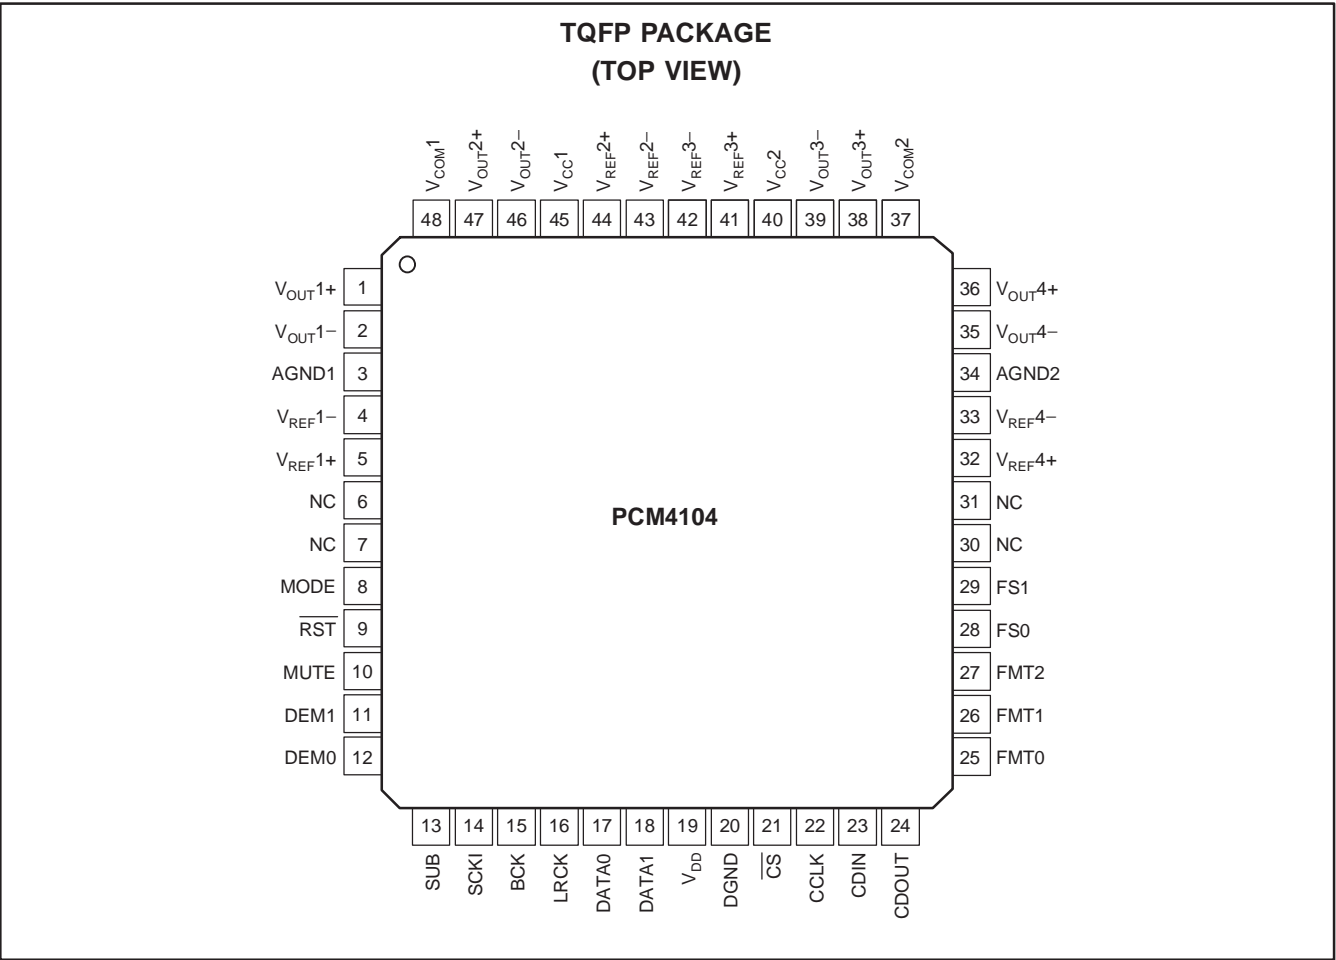 TQFP PACKAGE
(TOP VIEW)
VCOM1
VOUT2+
VOUT2−
VCC1
VREF2+
VREF2−
VREF3−
VREF3+
VCC2
VOUT3−
VOUT3+
VCOM2
48 47 46 45 44 43 42 41 40 39 38 37
VOUT1+ 1
VOUT1− 2
AGND1 3
VREF1− 4
VREF1+ 5
NC 6
NC 7
MODE 8
RST 9
MUTE 10
DEM1 11
DEM0 12
PCM4104
36 VOUT4+
35 VOUT4−
34 AGND2
33 VREF4−
32 VREF4+
31 NC
30 NC
29 FS1
28 FS0
27 FMT2
26 FMT1
25 FMT0
13 14 15 16 17 18 19 20 21 22 23 24
SUB
SCKI
BCK
LRCK
DATA0
DATA1
VDD
DGND
CS
CCLK
CDIN
CDOUT